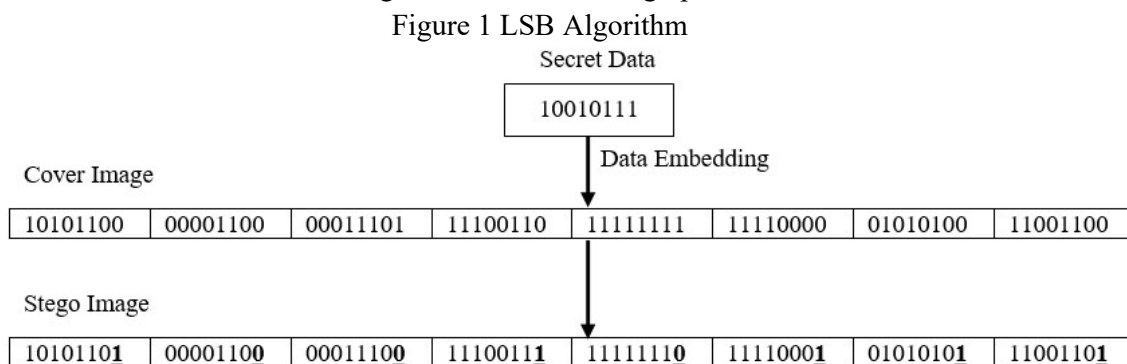 Figure 1 LSB Algorithm
Secret Data
10010111
Data Embedding
Cover Image
10101100 00001100 00011101 11100110 11111111 11110000 01010100 11001100
Stego Image
10101101 00001100 00011100 11100111 11111110 11110001 01010101 11001101